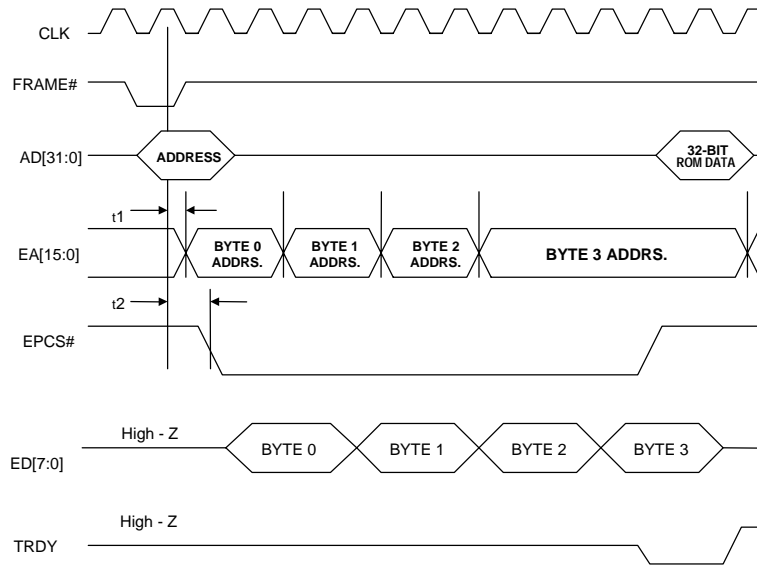 CLK
FRAME#
AD[31:0]
ADDRESS
32-BIT
ROM DATA
t1
EA[15:0]
BYTE 0
ADDRS.
BYTE 1
ADDRS.
BYTE 2
ADDRS.
BYTE 3 ADDRS.
t2
EPCS#
High - Z
ED[7:0]
BYTE 0
BYTE 1
BYTE 2
BYTE 3
High - Z
TRDY